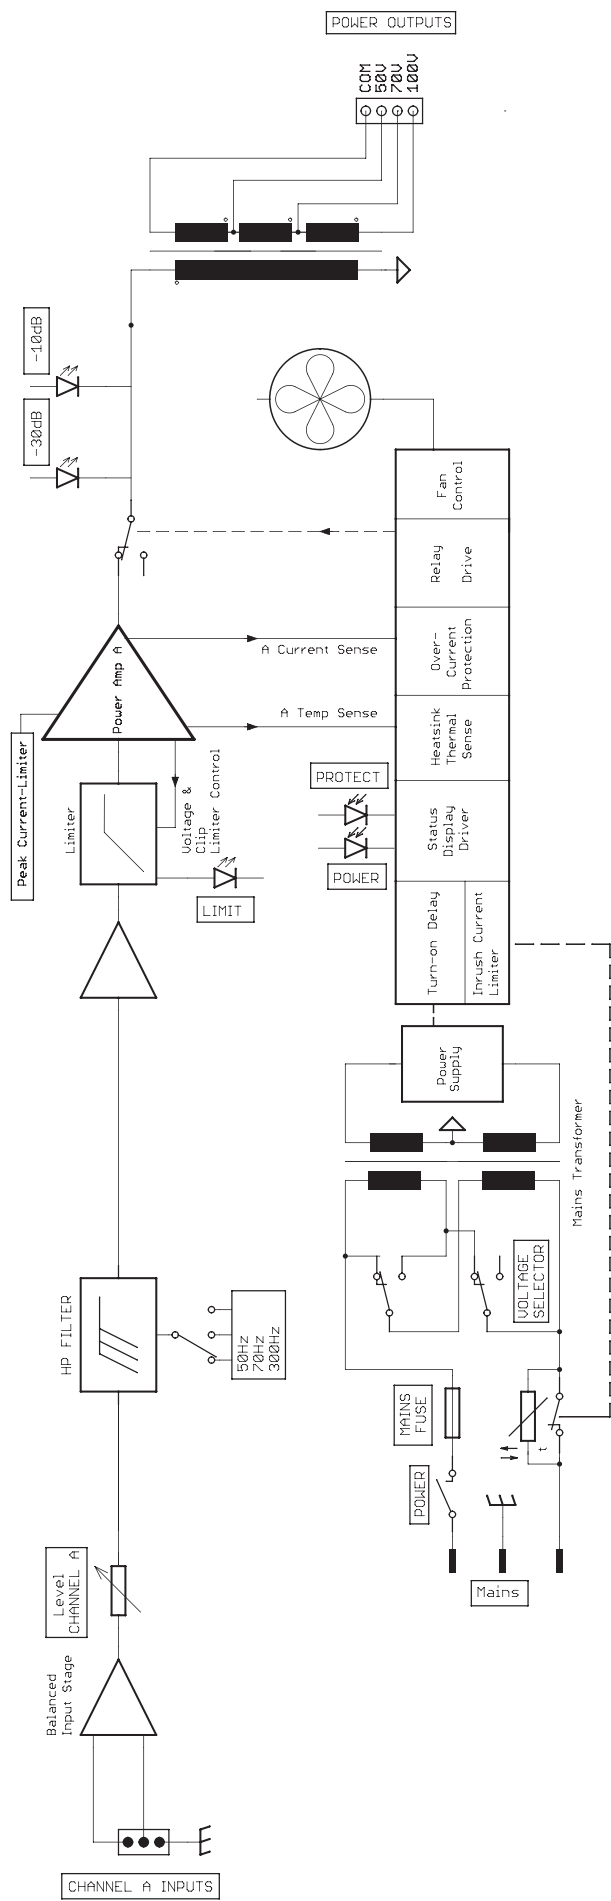 POWER OUTPUTS
COM
50V
70V
100V
-10dB
-30dB
Fan
Control
Relay
Drive
Over-
Current
Protection
Heatsink
Thermal
Sense
Status
Display
Driver
Turn-on Delay
Inrush Current
Limiter
A Current Sense
A Temp Sense
Power Amp A
Peak Current-Limiter
Limiter
Voltage &
Clip
Limiter Control
LIMIT
PROTECT
POWER
Power
Supply
Mains Transformer
HP FILTER
50Hz
70Hz
300Hz
VOLTAGE
SELECTOR
MAINS
FUSE
POWER
t
Mains
Level
CHANNEL A
Balanced
Input Stage
CHANNEL A INPUTS